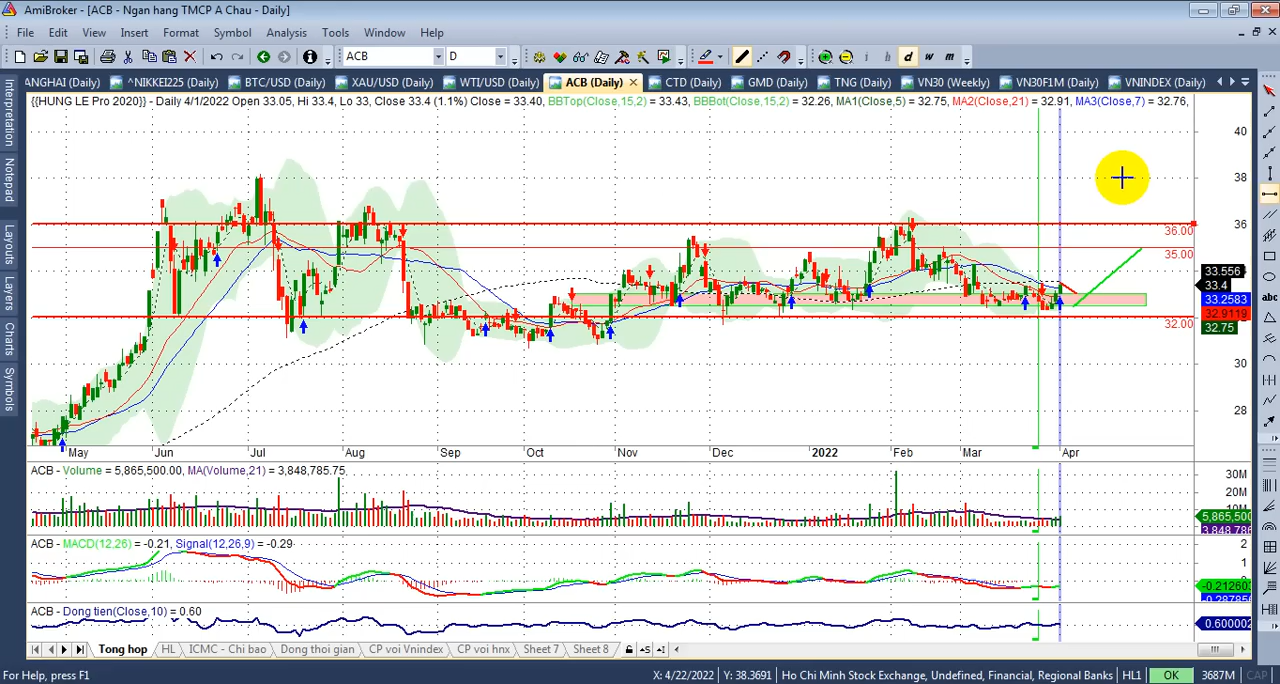 AmiBroker - [ACB - Ngan hang TMCP A Chau - Daily]
File Edit View Insert Format Symbol Analysis Tools Window Help
ACB D h d w m
ANGHAI (Daily) ^NIKKEI225 (Daily) BTC/USD (Daily) XAU/USD (Daily) WTI/USD (Daily) ACB (Daily) CTD (Daily) GMD (Daily) TNG (Daily) VN30 (Weekly) VN30F1M (Daily) VNINDEX (Daily)
{{HUNG LE Pro 2020}} - Daily 4/1/2022 Open 33.05, Hi 33.4, Lo 33, Close 33.4 (1.1%) Close = 33.40, BBTop(Close,15,2) = 33.43, BBBot(Close,15,2) = 32.26, MA1(Close,5) = 32.75, MA2(Close,21) = 32.91, MA3(Close,7) = 32.76,
Interpretation
Notepad
Layouts
Layers
Charts
Symbols
40
38
36
36.00
35.00
33.556
33.4
33.2583
32.9119
32.75
32.00
30
28
abc
May Jun Jul Aug Sep Oct Nov Dec 2022 Feb Mar Apr
ACB - Volume = 5,865,500.00, MA(Volume,21) = 3,848,785.75,
30M
20M
5,865,500
3,848,786
ACB - MACD(12,26) = -0.21, Signal(12,26,9) = -0.29
2
1
-0.212603
-0.287856
ACB - Dong tien(Close,10) = 0.60
0.600002
Tong hop HL ICMC - Chi bao Dong thoi gian CP voi Vnindex CP voi hnx Sheet 7 Sheet 8
For Help, press F1 X: 4/22/2022 Y: 38.3691 Ho Chi Minh Stock Exchange, Undefined, Financial, Regional Banks HL1 OK 3687M CAP